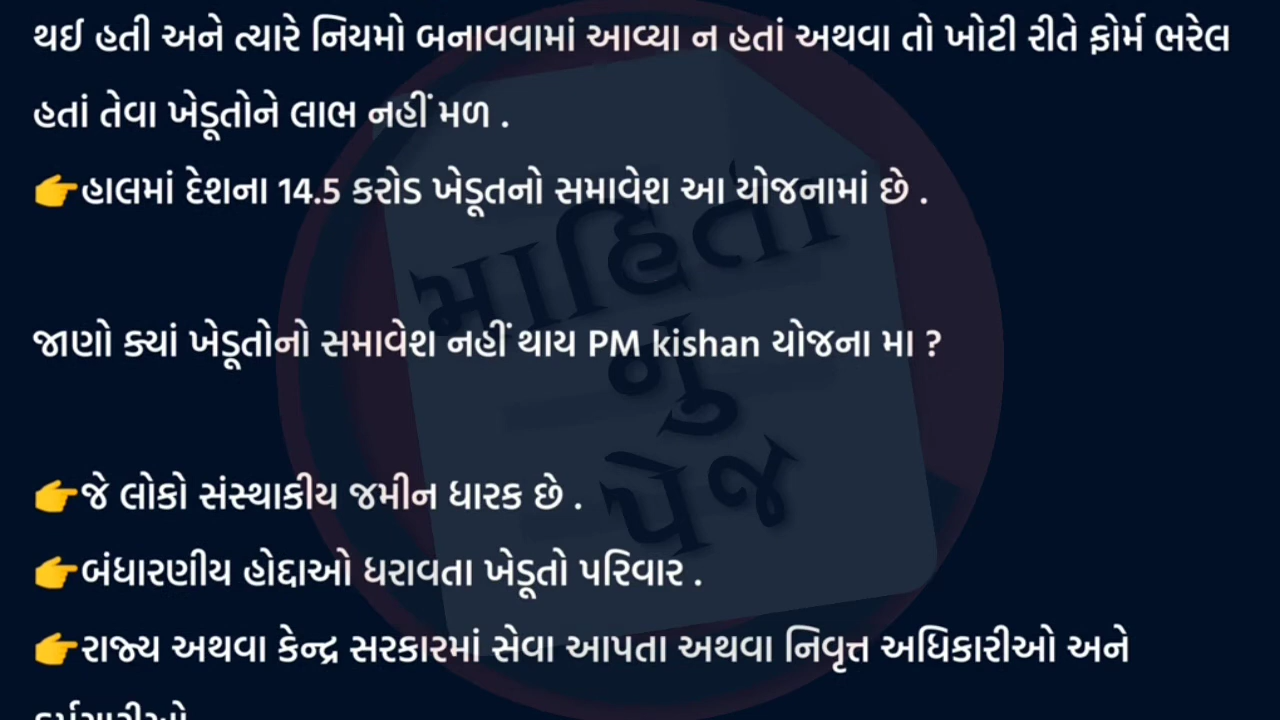 થઈ હતી અને ત્યારે નિયમો બનાવવામાં આવ્યા ન હતાં અથવા તો ખોટી રીતે ફોર્મ ભરેલ
હતાં તેવા ખેડૂતોને લાભ નહીં મળ .
👉હાલમાં દેશના 14.5 કરોડ ખેડૂતનો સમાવેશ આ યોજનામાં છે .
જાણો ક્યાં ખેડૂતોનો સમાવેશ નહીં થાય PM kishan યોજના મા ?
👉જે લોકો સંસ્થાકીય જમીન ધારક છે .
👉બંધારણીય હોદ્દાઓ ધરાવતા ખેડૂતો પરિવાર .
👉રાજ્ય અથવા કેન્દ્ર સરકારમાં સેવા આપતા અથવા નિવૃત્ત અધિકારીઓ અને
માહિતી
નુ
પેજ